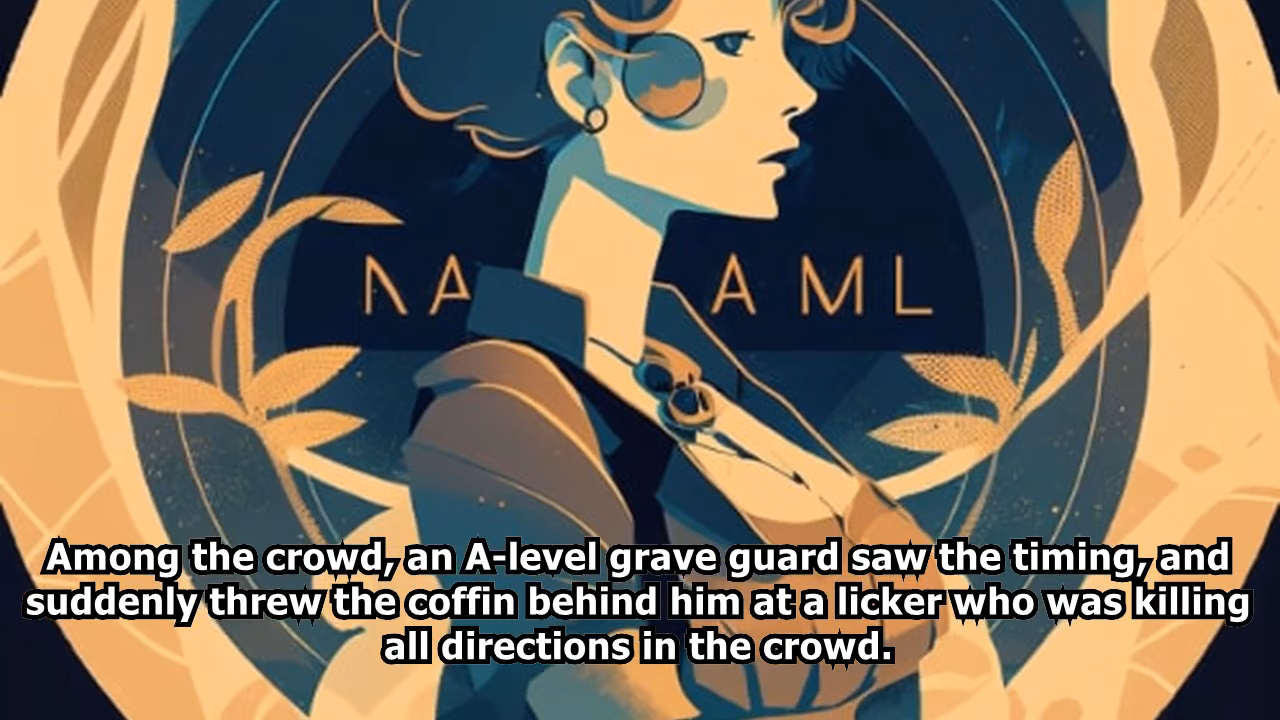 NA AML
Among the crowd, an A-level grave guard saw the timing, and
suddenly threw the coffin behind him at a licker who was killing
all directions in the crowd.